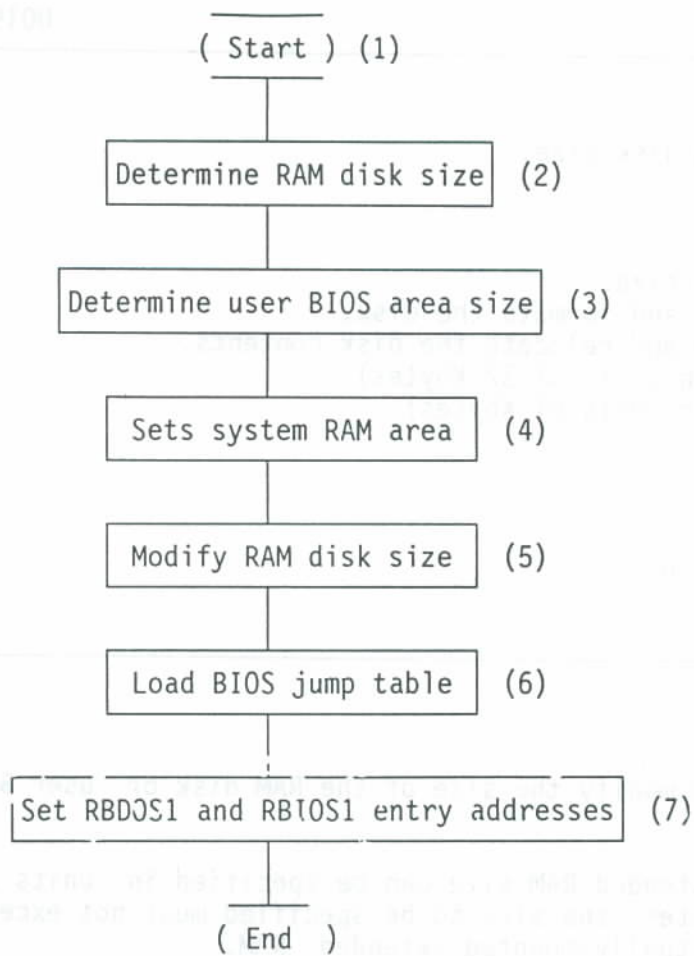 ( Start ) (1)
Determine RAM disk size (2)
Determine user BIOS area size (3)
Sets system RAM area (4)
Modify RAM disk size (5)
Load BIOS jump table (6)
Set RBDOS1 and RBIOS1 entry addresses (7)
( End )